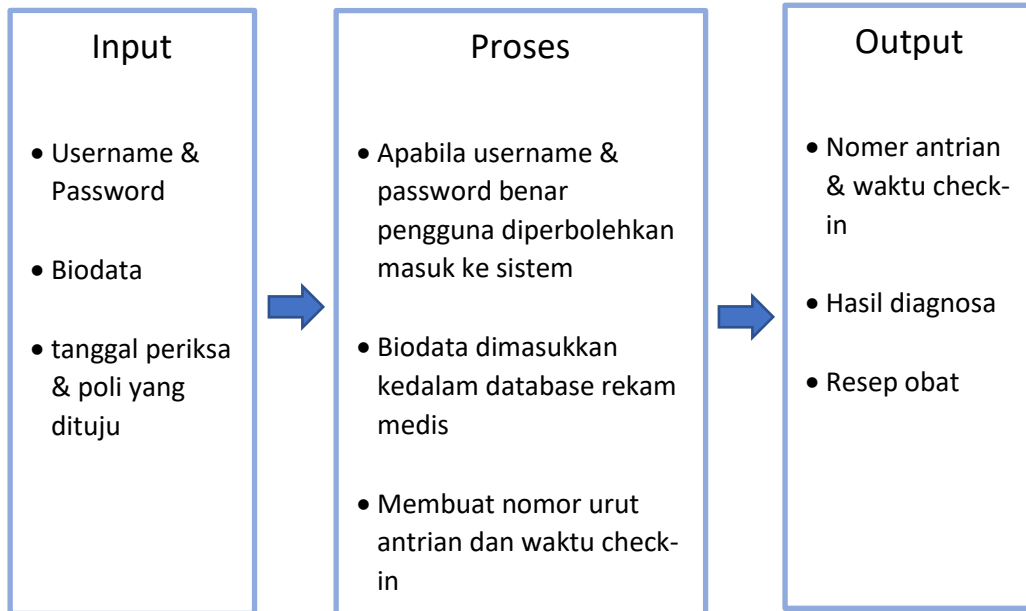 Input
• Username &
Password
• Biodata
• tanggal periksa
& poli yang
dituju
Proses
• Apabila username &
password benar
pengguna diperbolehkan
masuk ke sistem
• Biodata dimasukkan
kedalam database rekam
medis
• Membuat nomor urut
antrian dan waktu check-
in
Output
• Nomer antrian
& waktu check-
in
• Hasil diagnosa
• Resep obat